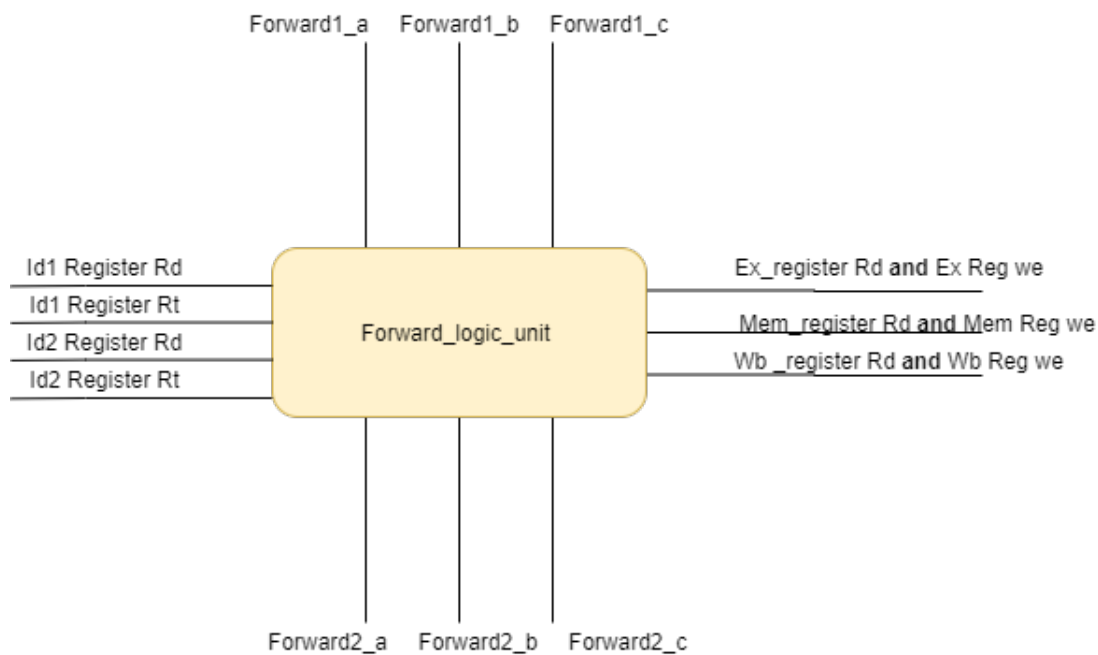 Forward1_a Forward1_b Forward1_c
Id1 Register Rd
Id1 Register Rt
Id2 Register Rd
Id2 Register Rt
Forward_logic_unit
Ex_register Rd and Ex Reg we
Mem_register Rd and Mem Reg we
Wb _register Rd and Wb Reg we
Forward2_a Forward2_b Forward2_c